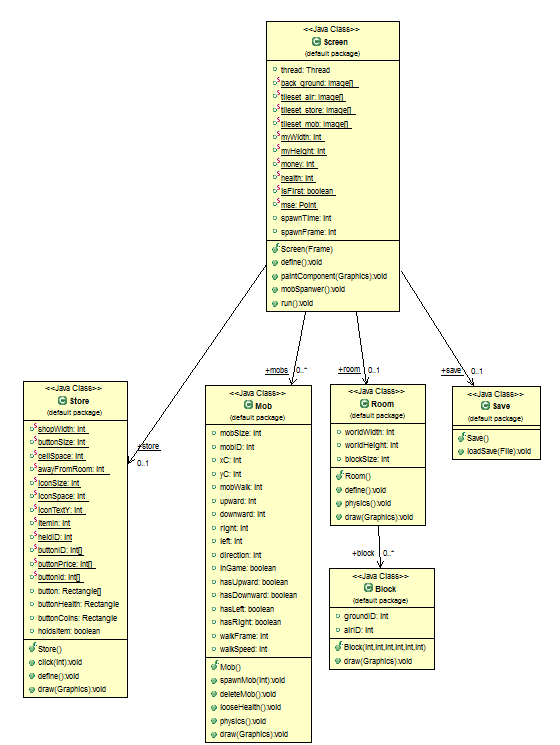 <<Java Class>>
Screen
(default package)
thread: Thread
back_ground: Image[]
tileset_air: Image[]
tileset_store: Image[]
tileset_mob: Image[]
myWidth: int
myHeight: int
money: int
health: int
isFirst: boolean
mse: Point
spawnTime: int
spawnFrame: int
Screen(Frame)
define():void
paintComponent(Graphics):void
mobSpanwer():void
run():void
+store
0..1
+mobs 0..*
+room 0..1
+save 0..1
<<Java Class>>
Store
(default package)
shopWidth: int
buttonSize: int
cellSpace: int
awayFromRoom: int
iconSize: int
iconSpace: int
iconTextY: int
itemIn: int
heldID: int
buttonID: int[]
buttonPrice: int[]
buttonId: int[]
button: Rectangle[]
buttonHealth: Rectangle
buttonCoins: Rectangle
holdsItem: boolean
Store()
click(int):void
define():void
draw(Graphics):void
<<Java Class>>
Mob
(default package)
mobSize: int
mobID: int
xC: int
yC: int
mobWalk: int
upward: int
downward: int
right: int
left: int
direction: int
inGame: boolean
hasUpward: boolean
hasDownward: boolean
hasLeft: boolean
hasRight: boolean
walkFrame: int
walkSpeed: int
Mob()
spawnMob(int):void
deleteMob():void
looseHealth():void
physics():void
draw(Graphics):void
<<Java Class>>
Room
(default package)
worldWidth: int
worldHeight: int
blockSize: int
Room()
define():void
physics():void
draw(Graphics):void
+block 0..*
<<Java Class>>
Block
(default package)
groundID: int
airID: int
Block(int,int,int,int,int,int)
draw(Graphics):void
<<Java Class>>
Save
(default package)
Save()
loadSave(File):void